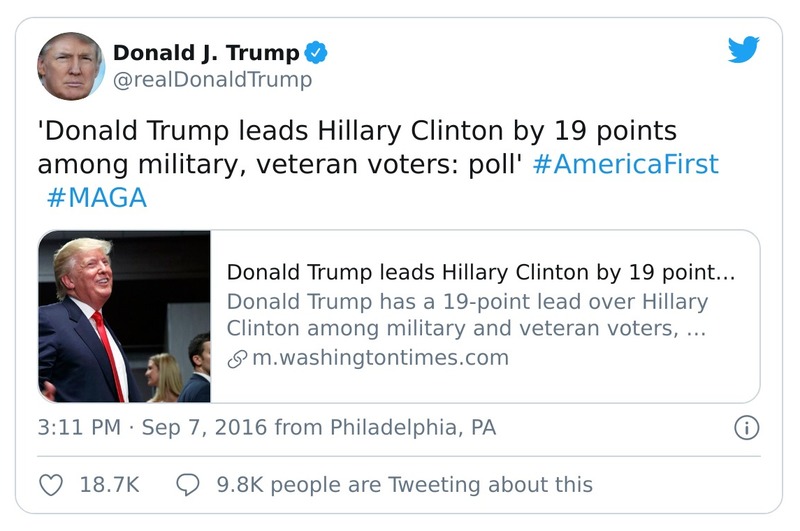 Donald J. Trump
@realDonaldTrump
'Donald Trump leads Hillary Clinton by 19 points
among military, veteran voters: poll' #AmericaFirst
#MAGA
Donald Trump leads Hillary Clinton by 19 point...
Donald Trump has a 19-point lead over Hillary
Clinton among military and veteran voters, ...
m.washingtontimes.com
3:11 PM · Sep 7, 2016 from Philadelphia, PA
18.7K 9.8K people are Tweeting about this